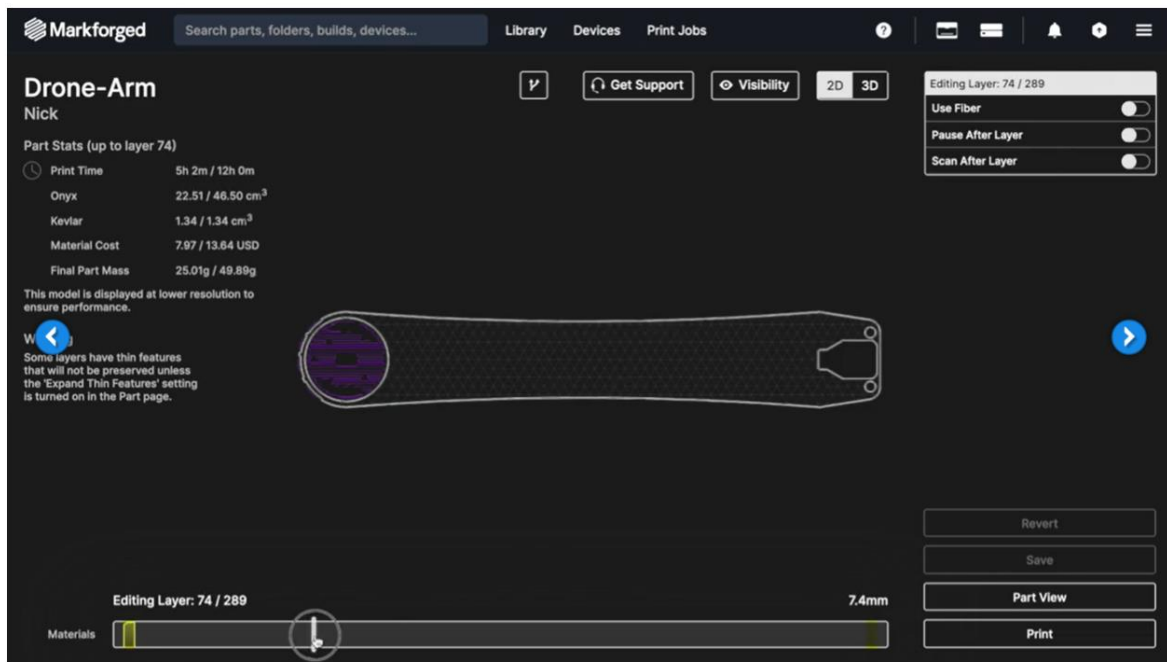 Markforged
Search parts, folders, builds, devices...
Library
Devices
Print Jobs
Drone-Arm
Nick
Get Support
Visibility
2D
3D
Part Stats (up to layer 74)
Print Time 5h 2m / 12h 0m
Onyx 22.51 / 46.50 cm³
Kevlar 1.34 / 1.34 cm³
Material Cost 7.97 / 13.64 USD
Final Part Mass 25.01g / 49.89g
This model is displayed at lower resolution to
ensure performance.
Some layers have thin features
that will not be preserved unless
the 'Expand Thin Features' setting
is turned on in the Part page.
Editing Layer: 74 / 289
Use Fiber
Pause After Layer
Scan After Layer
Revert
Save
Part View
Print
Editing Layer: 74 / 289
7.4mm
Materials